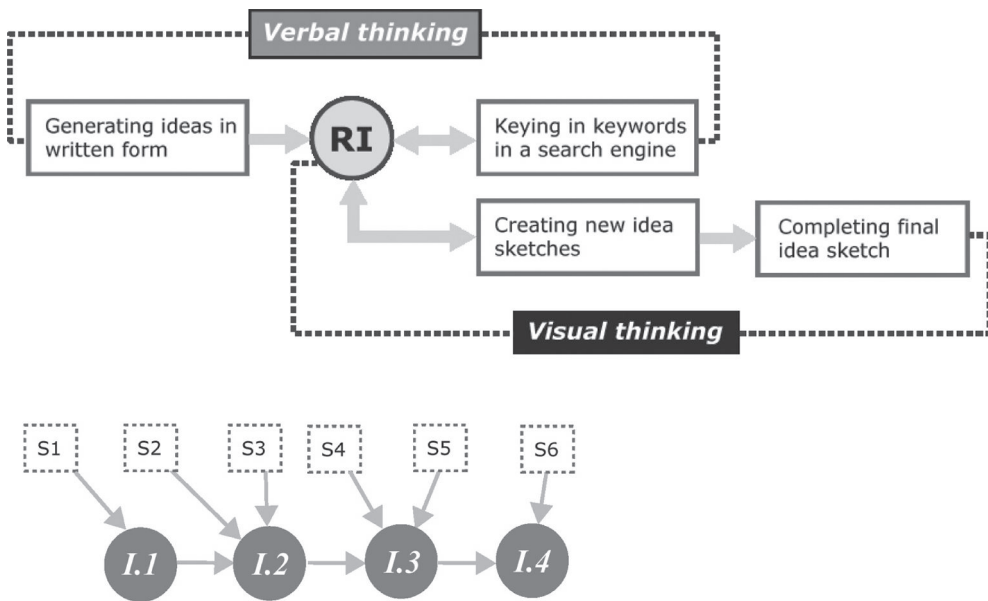 Verbal thinking
Generating ideas in
written form
RI
Keying in keywords
in a search engine
Creating new idea
sketches
Completing final
idea sketch
Visual thinking
S1
S2
S3
S4
S5
S6
I.1
I.2
I.3
I.4